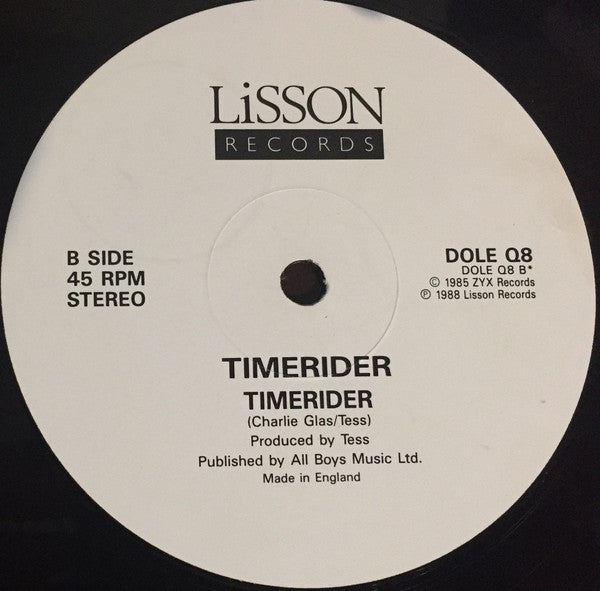 LiSSON
RECORDS
B SIDE
45 RPM
STEREO
DOLE Q8
DOLE Q8 B*
© 1985 ZYX Records
℗ 1988 Lisson Records
TIMERIDER
TIMERIDER
(Charlie Glas/Tess)
Produced by Tess
Published by All Boys Music Ltd.
Made in England